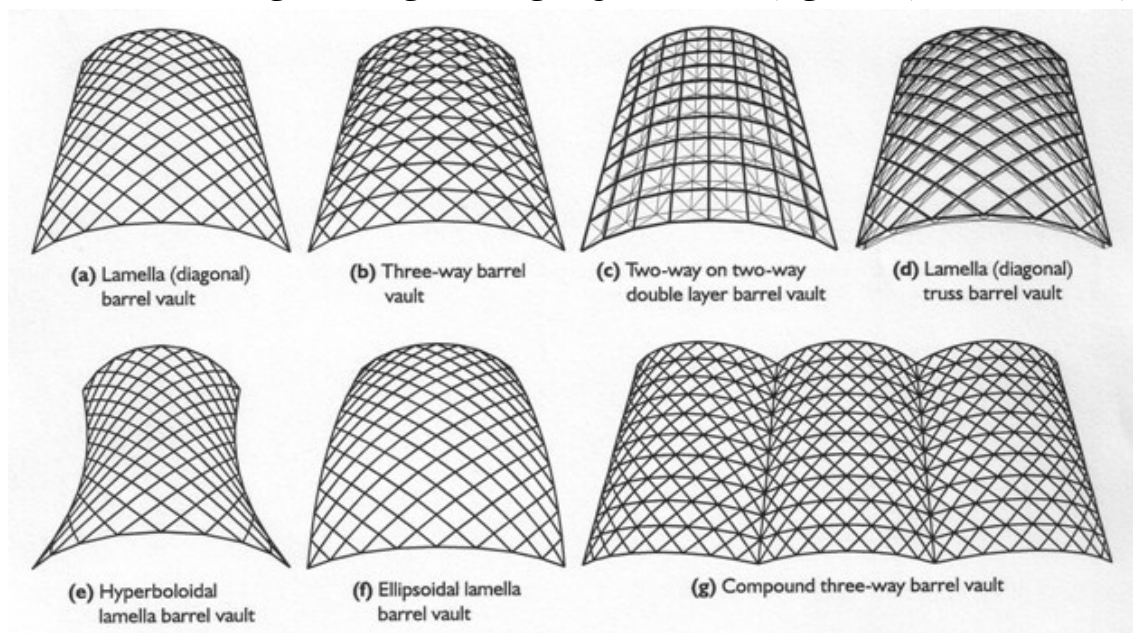 (a) Lamella (diagonal)
barrel vault
(b) Three-way barrel
vault
(c) Two-way on two-way
double layer barrel vault
(d) Lamella (diagonal)
truss barrel vault
(e) Hyperboloidal
lamella barrel vault
(f) Ellipsoidal lamella
barrel vault
(g) Compound three-way barrel vault